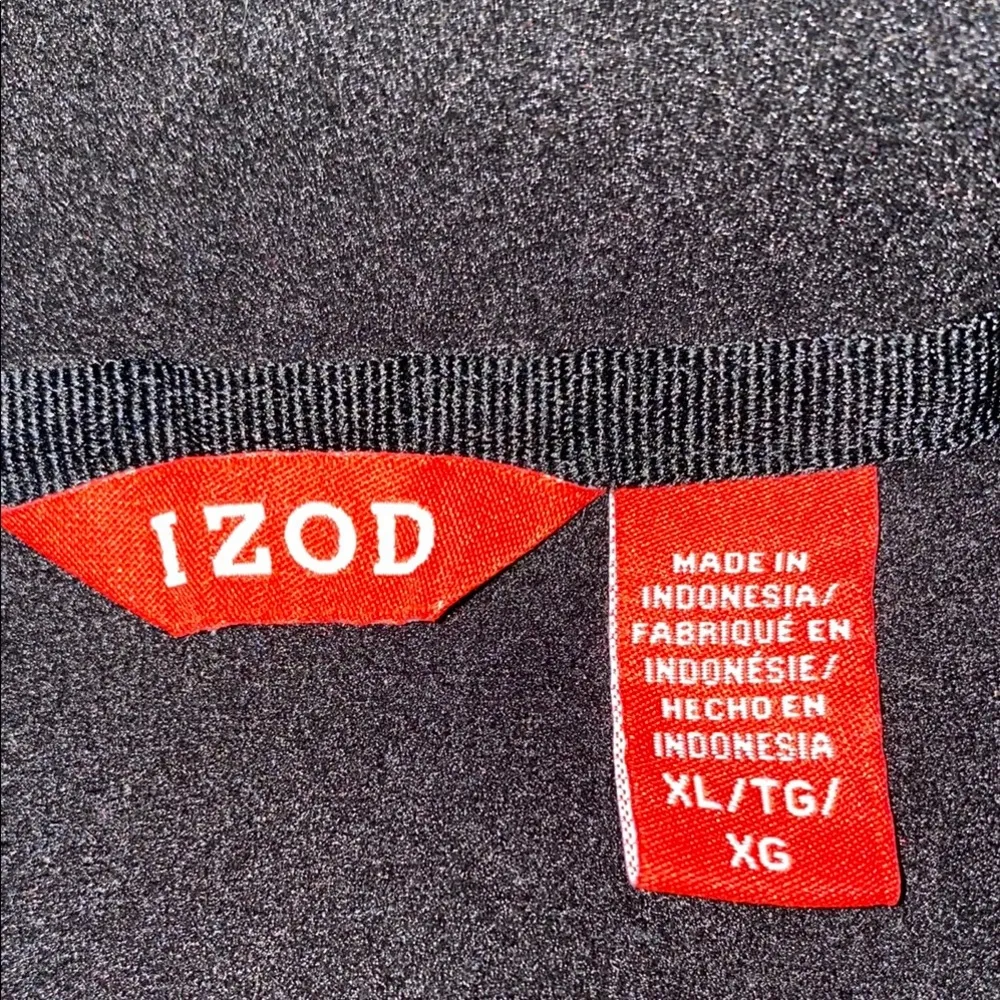 IZOD
MADE IN
INDONESIA/
FABRIQUÉ EN
INDONÉSIE/
HECHO EN
INDONESIA
XL/TG/
XG